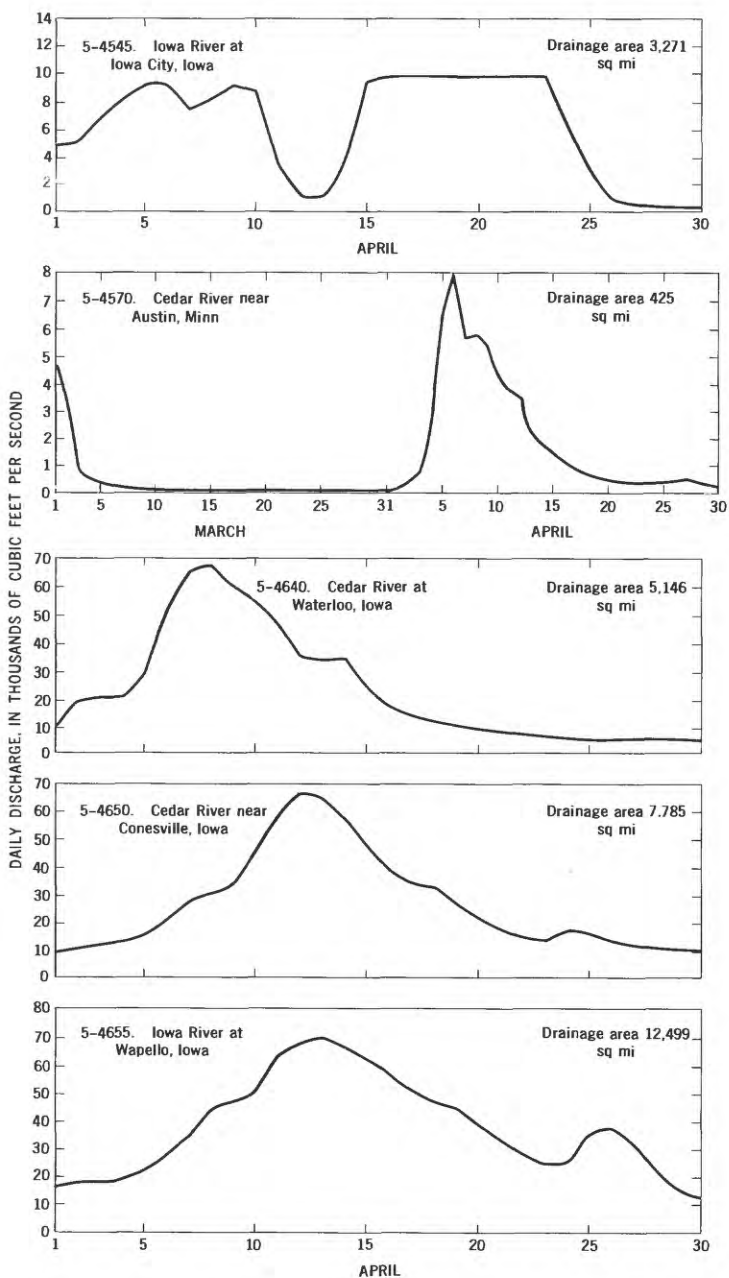 DAILY DISCHARGE, IN THOUSANDS OF CUBIC FEET PER SECOND
14
12
10
8
6
4
2
0
5-4545. Iowa River at
Iowa City, Iowa
Drainage area 3,271
sq mi
1 5 10 15 20 25 30
APRIL
8
7
6
5
4
3
2
1
0
5-4570. Cedar River near
Austin, Minn
Drainage area 425
sq mi
1 5 10 15 20 25 31 5 10 15 20 25 30
MARCH APRIL
70
60
50
40
30
20
10
0
5-4640. Cedar River at
Waterloo, Iowa
Drainage area 5,146
sq mi
70
60
50
40
30
20
10
0
5-4650. Cedar River near
Conesville, Iowa
Drainage area 7.785
sq mi
80
70
60
50
40
30
20
10
0
5-4655. Iowa River at
Wapello, Iowa
Drainage area 12,499
sq mi
1 5 10 15 20 25 30
APRIL